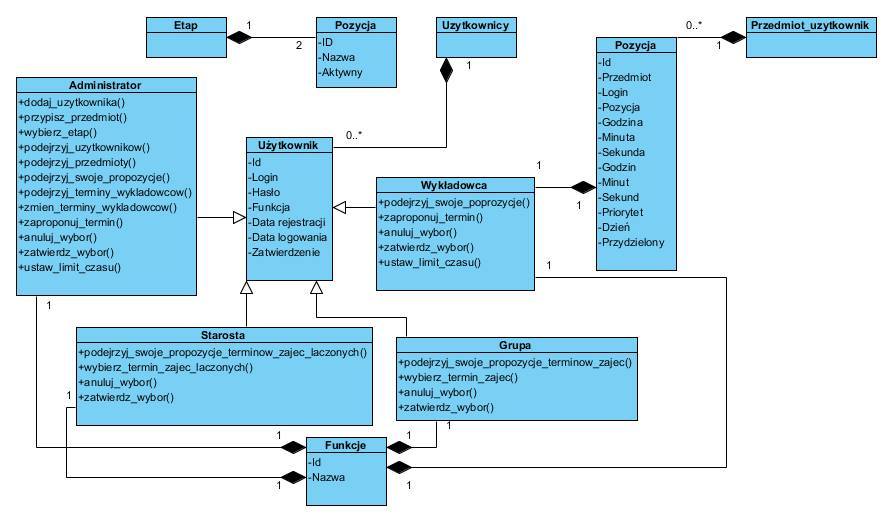 Etap
1
2
Pozycja
-ID
-Nazwa
-Aktywny
Uzytkownicy
1
0..*
Pozycja
-Id
-Przedmiot
-Login
-Pozycja
-Godzina
-Minuta
-Sekunda
-Godzin
-Minut
-Sekund
-Priorytet
-Dzień
-Przydzielony
0..*
1
Przedmiot_uzytkownik
Administrator
+dodaj_uzytkownika()
+przypisz_przedmiot()
+wybierz_etap()
+podejrzyj_uzytkownikow()
+podejrzyj_przedmioty()
+podejrzyj_swoje_propozycje()
+podejrzyj_terminy_wykladowcow()
+zmien_terminy_wykladowcow()
+zaproponuj_termin()
+anuluj_wybor()
+zatwierdz_wybor()
+ustaw_limit_czasu()
1
Użytkownik
-Id
-Login
-Hasło
-Funkcja
-Data rejestracji
-Data logowania
-Zatwierdzenie
Wykładowca
+podejrzyj_swoje_poprozycje()
+zaproponuj_termin()
+anuluj_wybor()
+zatwierdz_wybor()
+ustaw_limit_czasu()
1
1
1
Starosta
+podejrzyj_swoje_propozycje_terminow_zajec_laczonych()
+wybierz_termin_zajec_laczonych()
+anuluj_wybor()
+zatwierdz_wybor()
1
Grupa
+podejrzyj_swoje_propozycje_terminow_zajec()
+wybierz_termin_zajec()
+anuluj_wybor()
+zatwierdz_wybor()
1
1
1
Funkcje
-Id
-Nazwa
1
1